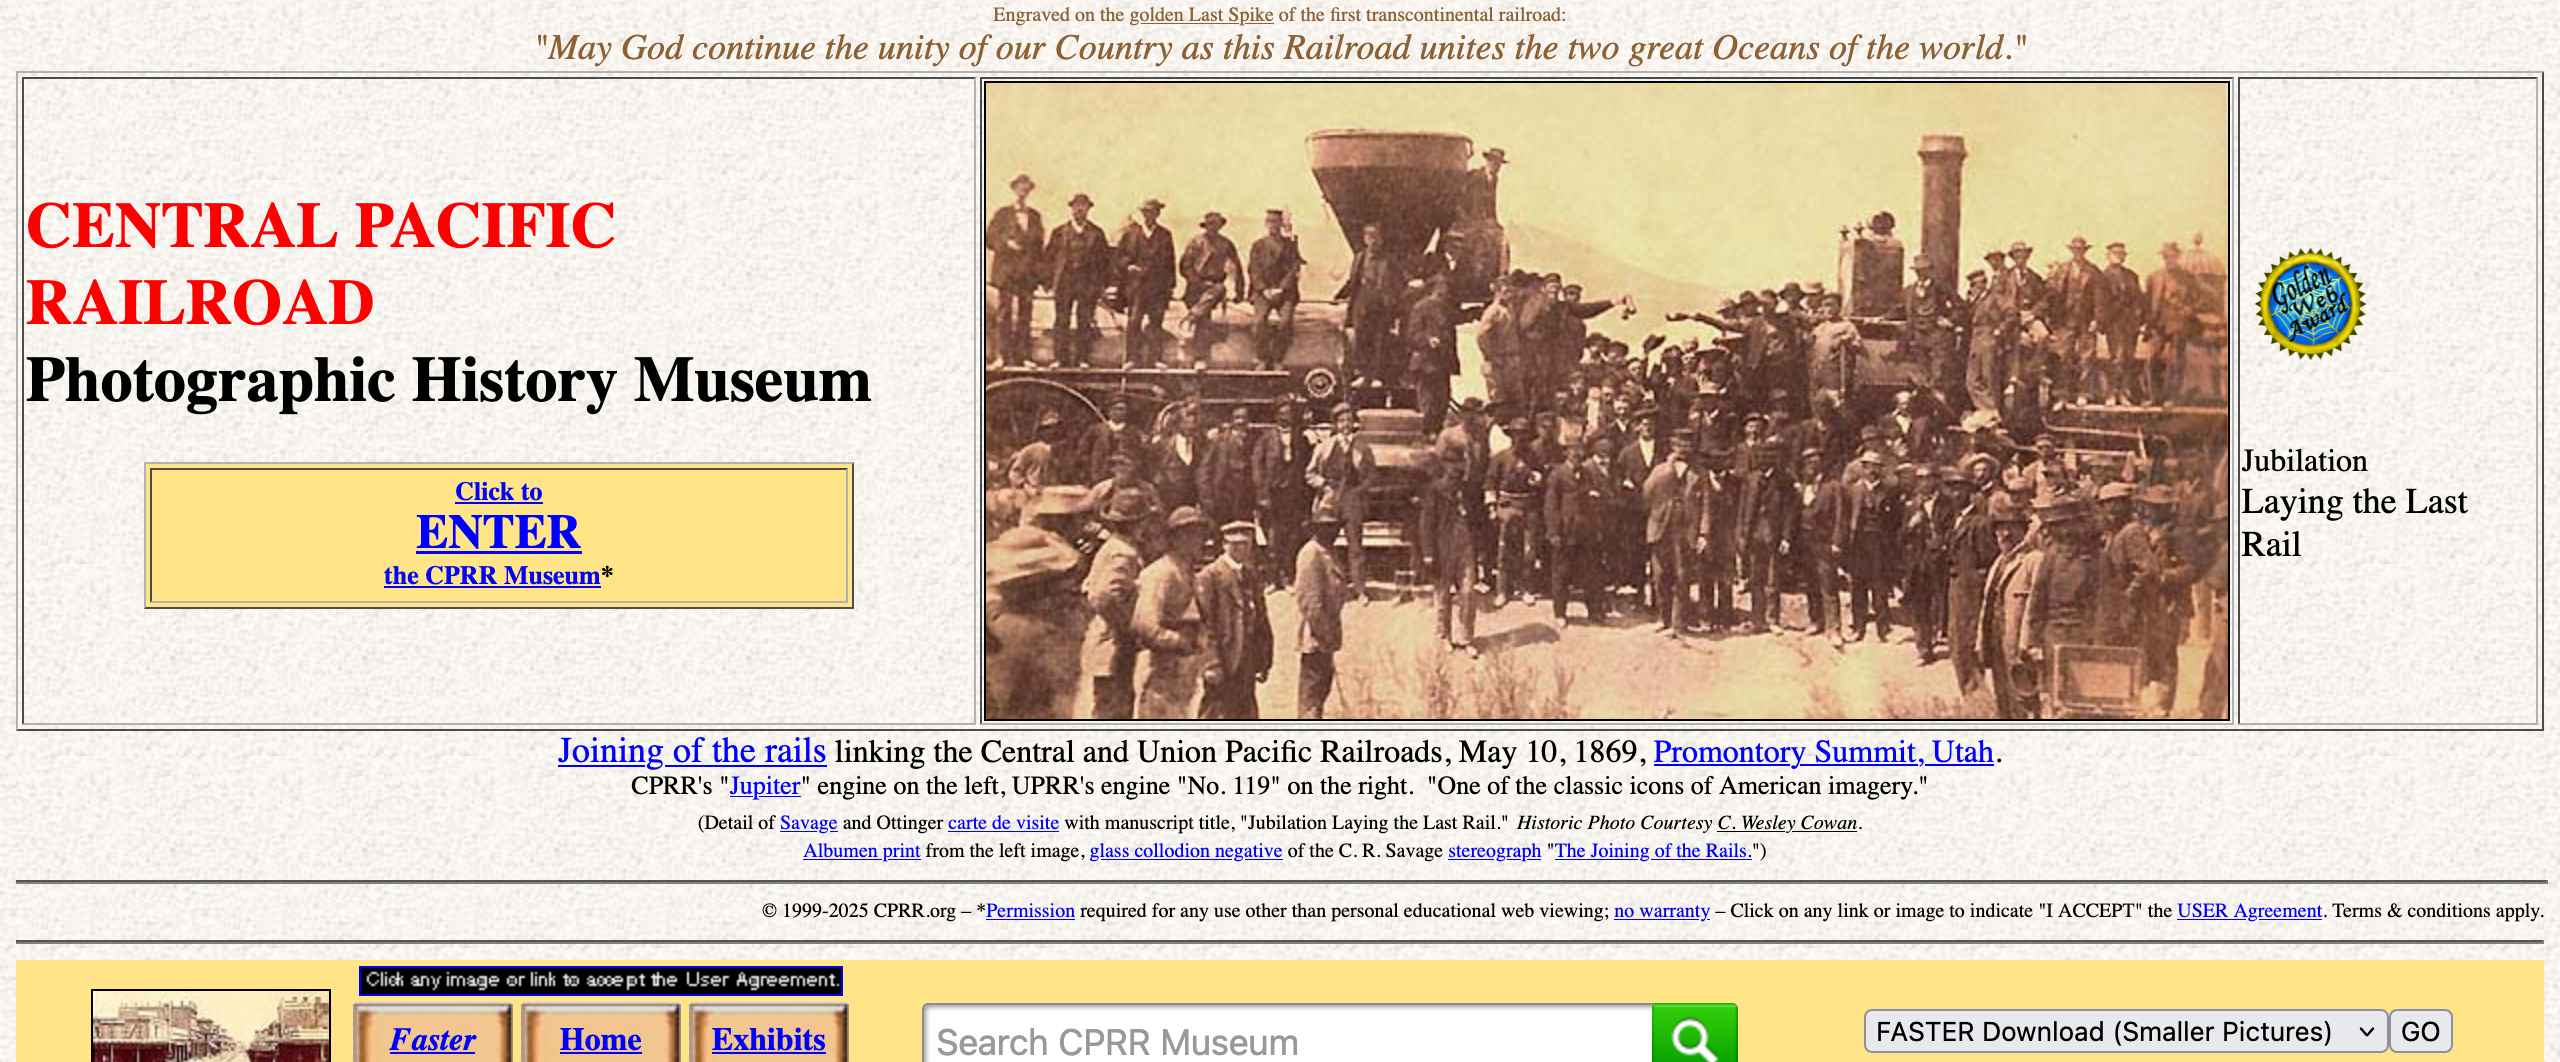 Engraved on the golden Last Spike of the first transcontinental railroad:
"May God continue the unity of our Country as this Railroad unites the two great Oceans of the world."
CENTRAL PACIFIC
RAILROAD
Photographic History Museum
Click to
ENTER
the CPRR Museum*
Golden
Web
Award
Jubilation
Laying the Last
Rail
Joining of the rails linking the Central and Union Pacific Railroads, May 10, 1869, Promontory Summit, Utah.
CPRR's "Jupiter" engine on the left, UPRR's engine "No. 119" on the right. "One of the classic icons of American imagery."
(Detail of Savage and Ottinger carte de visite with manuscript title, "Jubilation Laying the Last Rail." Historic Photo Courtesy C. Wesley Cowan.
Albumen print from the left image, glass collodion negative of the C. R. Savage stereograph "The Joining of the Rails.")
© 1999-2025 CPRR.org – *Permission required for any use other than personal educational web viewing; no warranty – Click on any link or image to indicate "I ACCEPT" the USER Agreement. Terms & conditions apply.
Click any image or link to accept the User Agreement.
Faster
Home
Exhibits
Search CPRR Museum
FASTER Download (Smaller Pictures)
GO